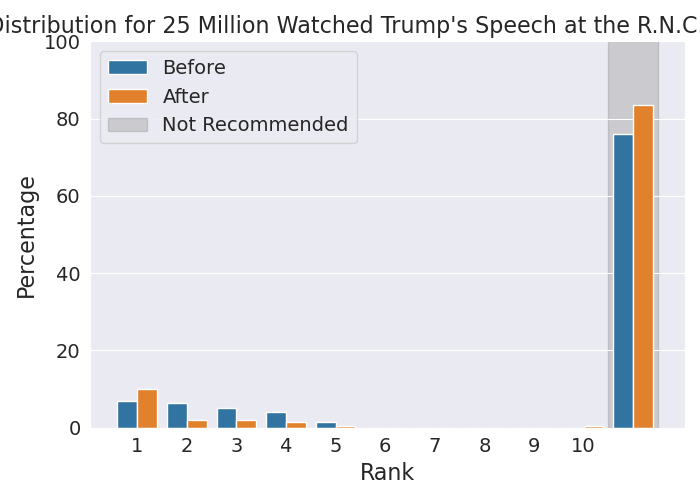 Distribution for 25 Million Watched Trump's Speech at the R.N.C.
100
80
60
40
20
0
Percentage
Before
After
Not Recommended
1 2 3 4 5 6 7 8 9 10
Rank